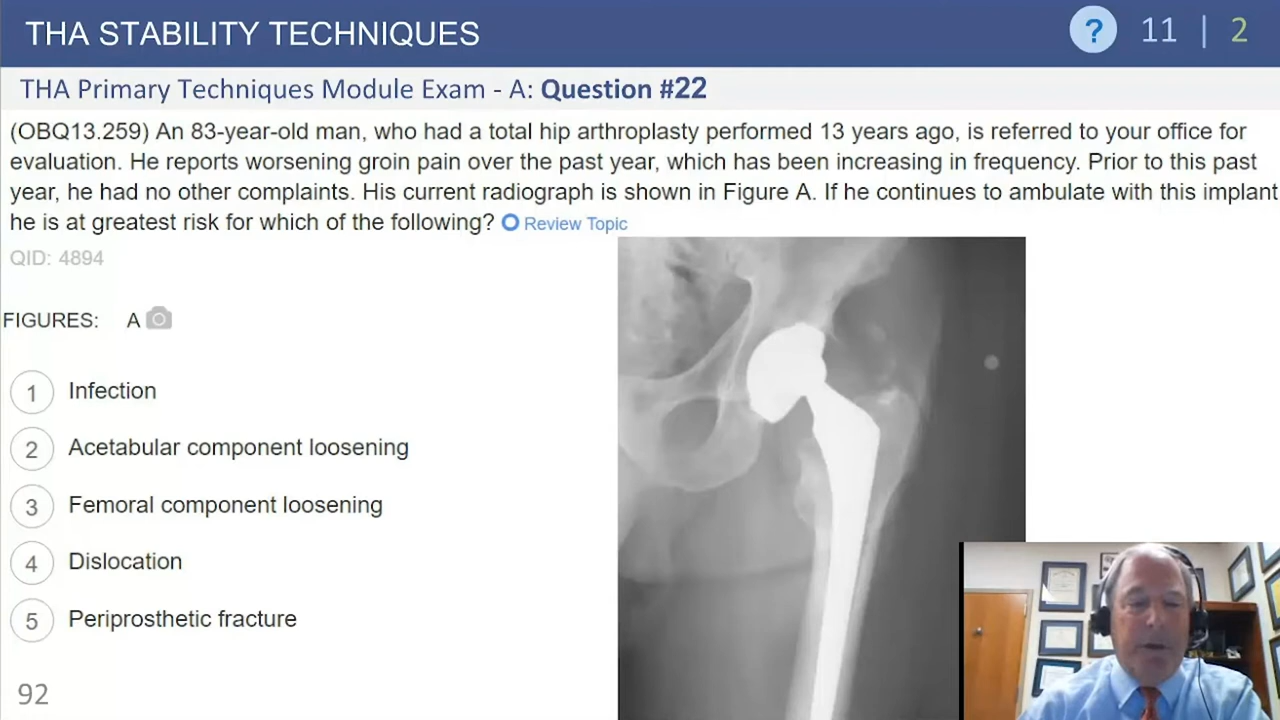 THA STABILITY TECHNIQUES
? 11 | 2
THA Primary Techniques Module Exam - A: Question #22
(OBQ13.259) An 83-year-old man, who had a total hip arthroplasty performed 13 years ago, is referred to your office for
evaluation. He reports worsening groin pain over the past year, which has been increasing in frequency. Prior to this past
year, he had no other complaints. His current radiograph is shown in Figure A. If he continues to ambulate with this implant
he is at greatest risk for which of the following? Review Topic
QID: 4894
FIGURES: A
1 Infection
2 Acetabular component loosening
3 Femoral component loosening
4 Dislocation
5 Periprosthetic fracture
92